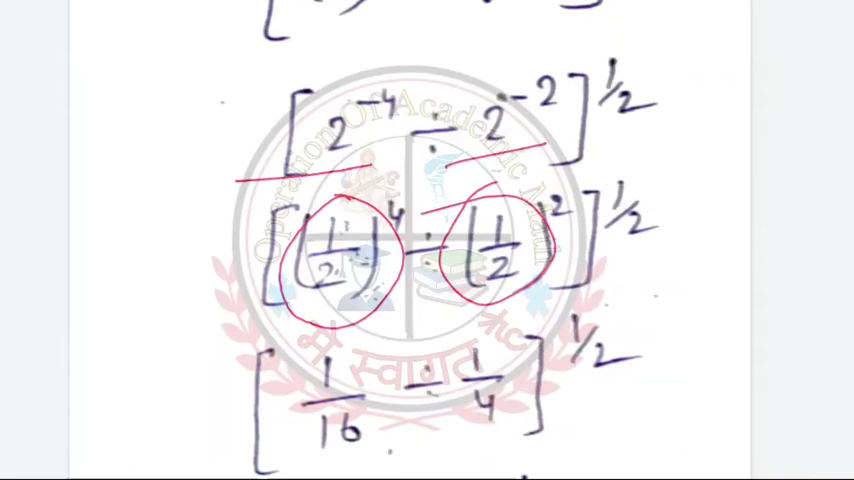 [2⁻⁴ ÷ 2⁻²]^1/2
[(1/2)⁴ ÷ (1/2)²]^1/2
[1/16 ÷ 1/4]^1/2
Operation Of Academic Math
में स्वागत